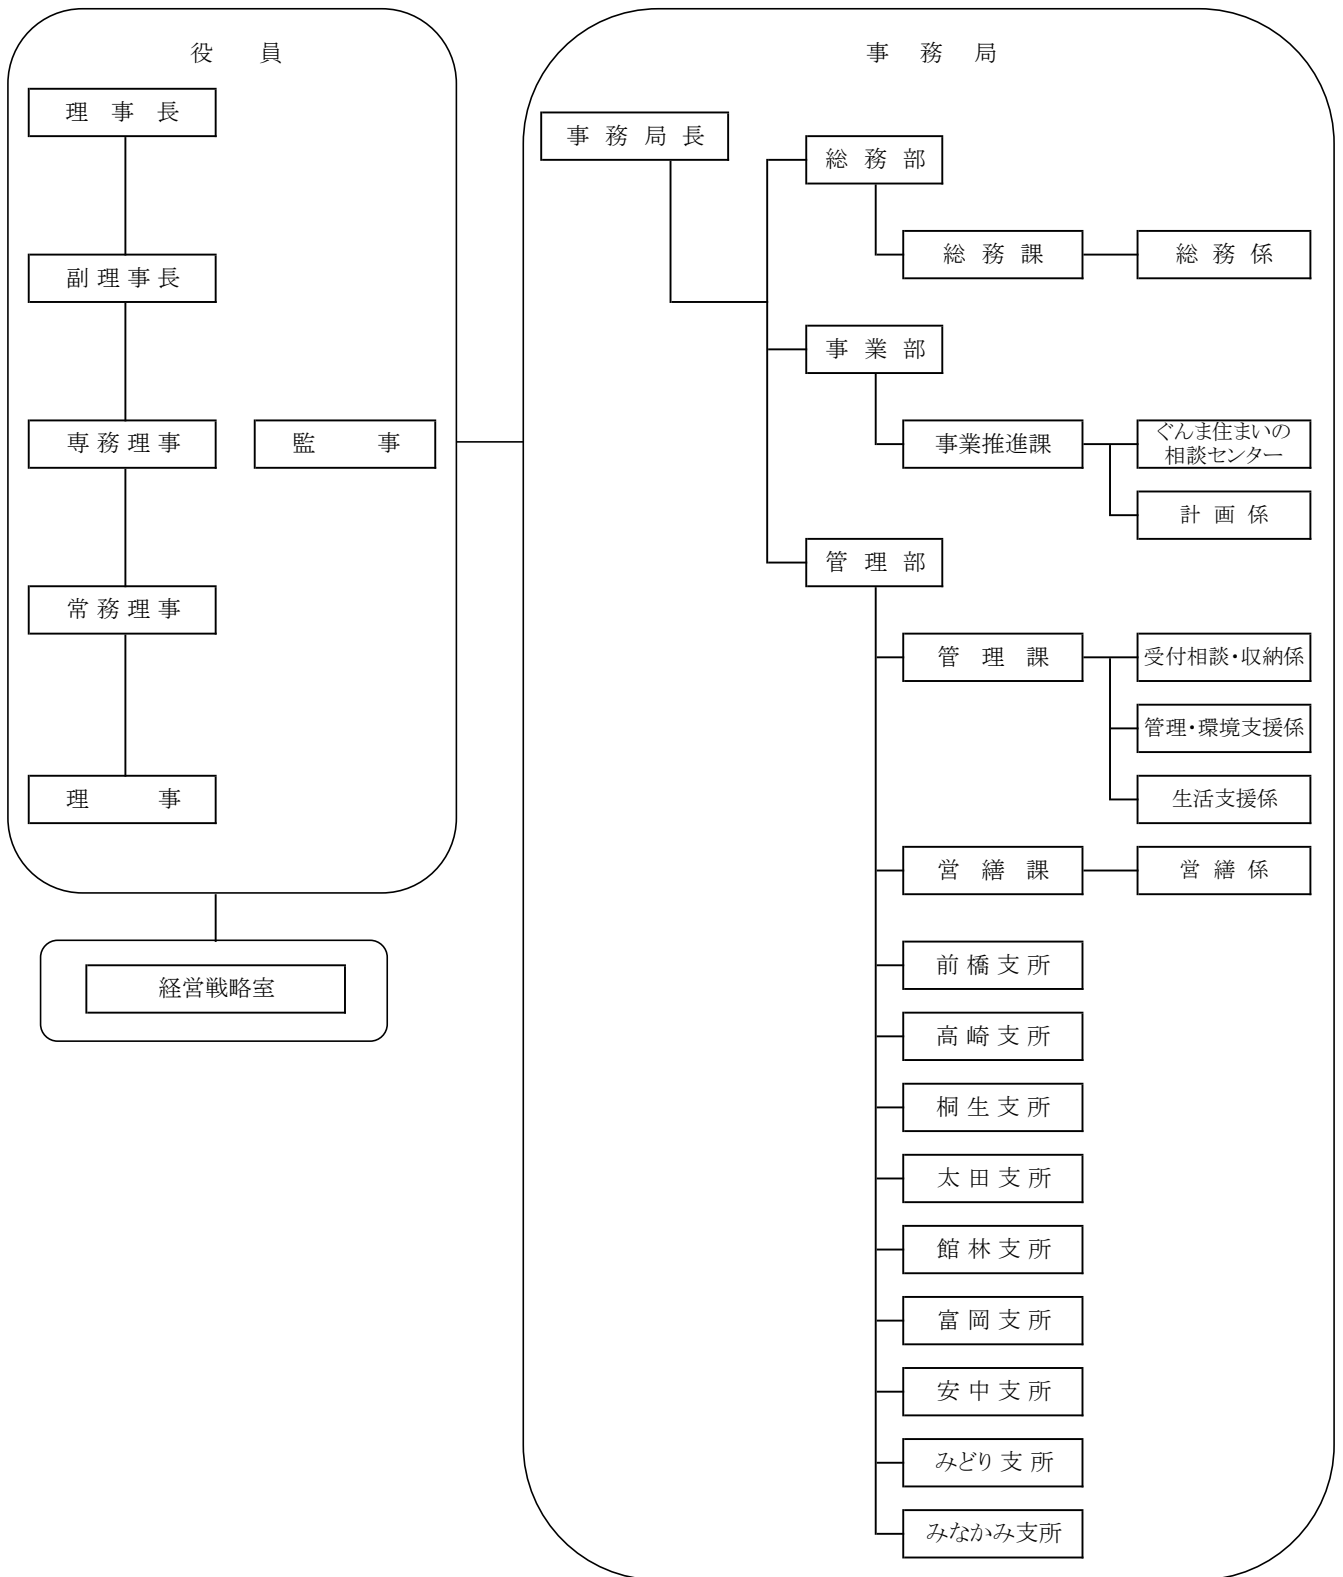 役員
理事長
副理事長
専務理事
監事
常務理事
理事
経営戦略室
事務局
事務局長
総務部
総務課
総務係
事業部
事業推進課
ぐんま住まいの
相談センター
計画係
管理部
管理課
受付相談・収納係
管理・環境支援係
生活支援係
営繕課
営繕係
前橋支所
高崎支所
桐生支所
太田支所
館林支所
富岡支所
安中支所
みどり支所
みなかみ支所